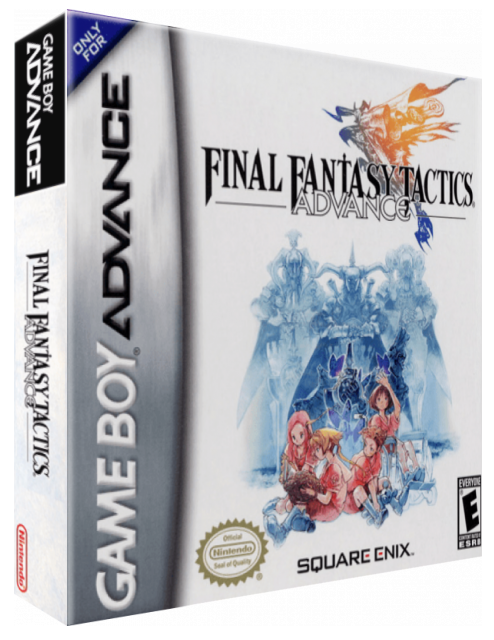 GAME BOY
ADVANCE
FINAL FANTASY TACTICS
ADVANCE
Nintendo
ONLY
FOR
GAME BOY ADVANCE
FINAL FANTASY TACTICS
ADVANCE
Official
Nintendo
Seal of Quality
SQUARE ENIX™
EVERYONE
E
ESRB